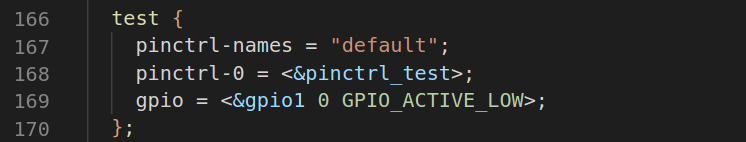 166 test {
167 pinctrl-names = "default";
168 pinctrl-0 = <&pinctrl_test>;
169 gpio = <&gpio1 0 GPIO_ACTIVE_LOW>;
170 };